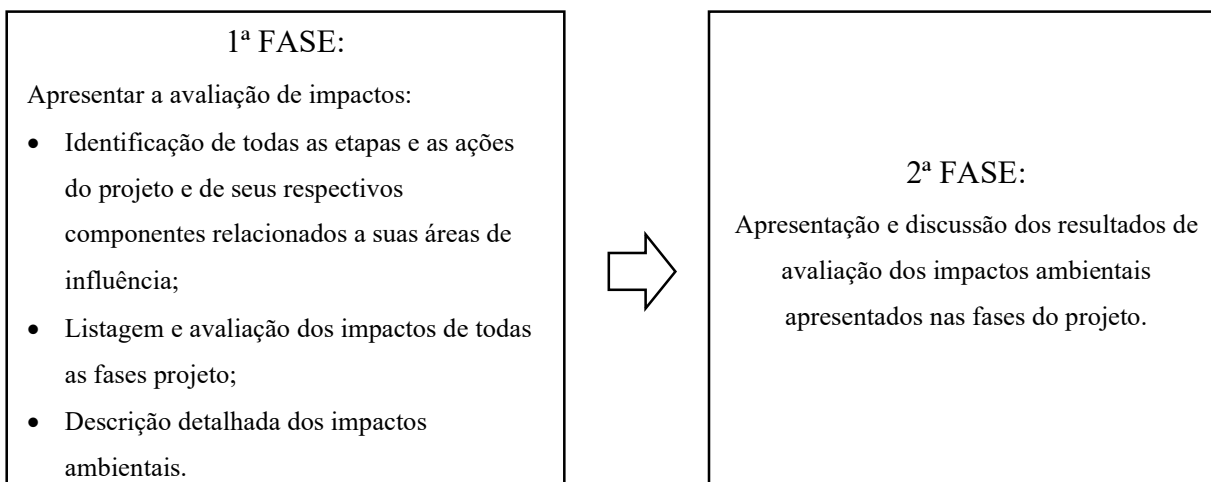 1ª FASE:
Apresentar a avaliação de impactos:
• Identificação de todas as etapas e as ações
do projeto e de seus respectivos
componentes relacionados a suas áreas de
influência;
• Listagem e avaliação dos impactos de todas
as fases projeto;
• Descrição detalhada dos impactos
ambientais.
2ª FASE:
Apresentação e discussão dos resultados de
avaliação dos impactos ambientais
apresentados nas fases do projeto.